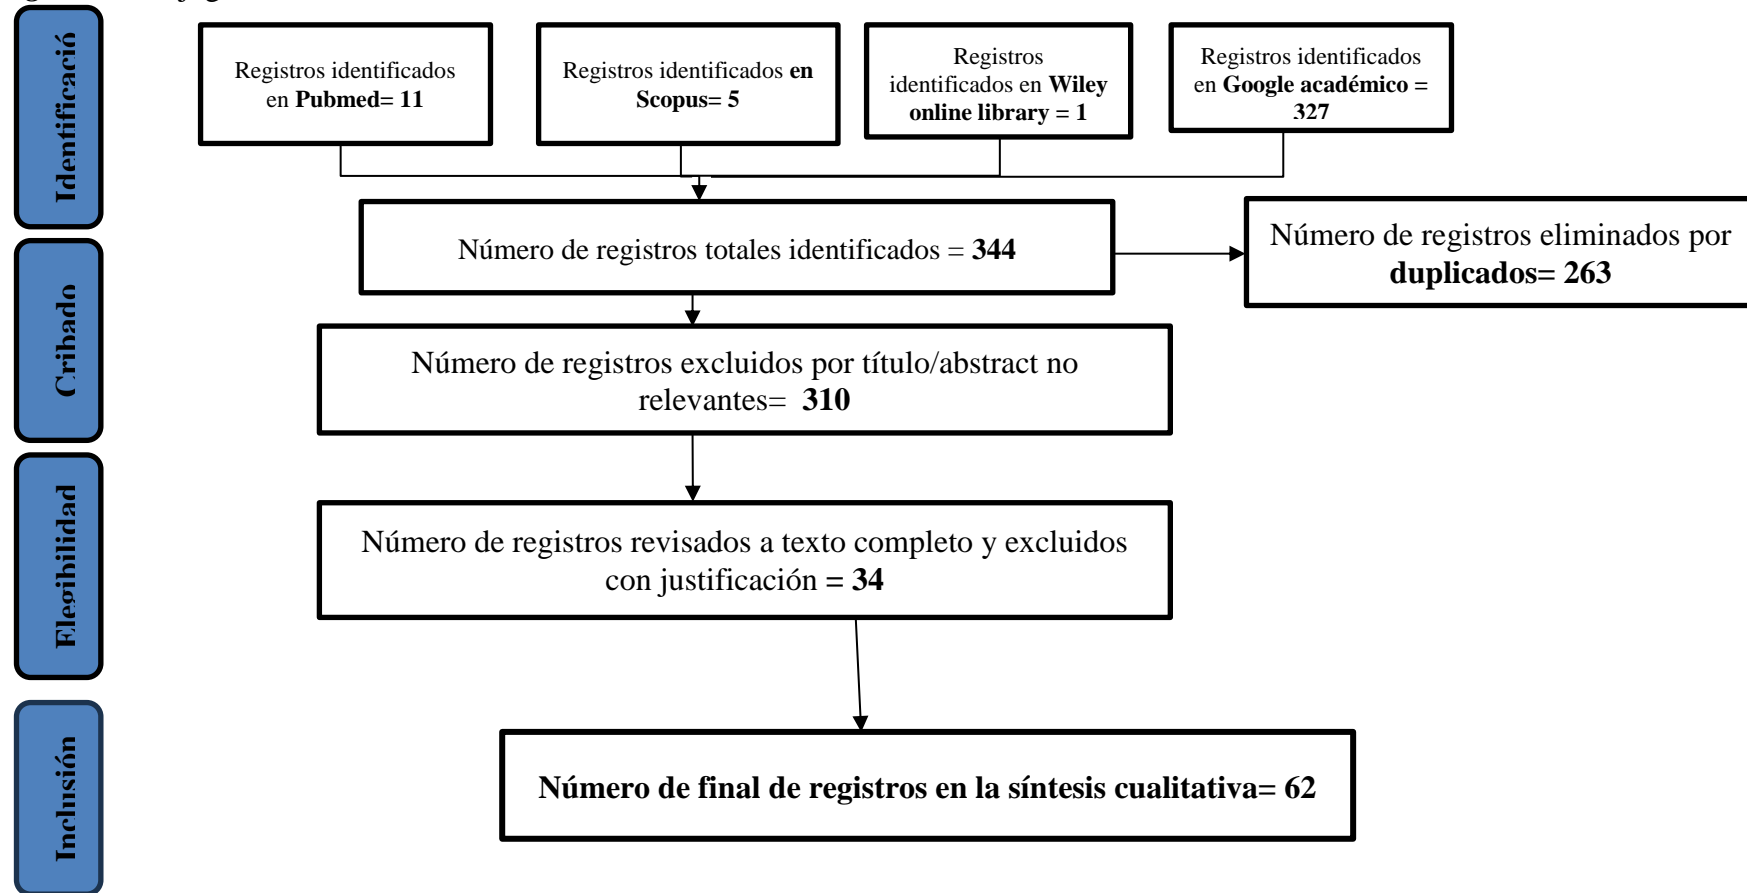 Identificació
Registros identificados
en Pubmed= 11
Registros identificados en
Scopus= 5
Registros
identificados en Wiley
online library = 1
Registros identificados
en Google académico =
327
Número de registros totales identificados = 344
Número de registros eliminados por
duplicados= 263
Cribado
Número de registros excluidos por título/abstract no
relevantes= 310
Elegibilidad
Número de registros revisados a texto completo y excluidos
con justificación = 34
Inclusión
Número de final de registros en la síntesis cualitativa= 62